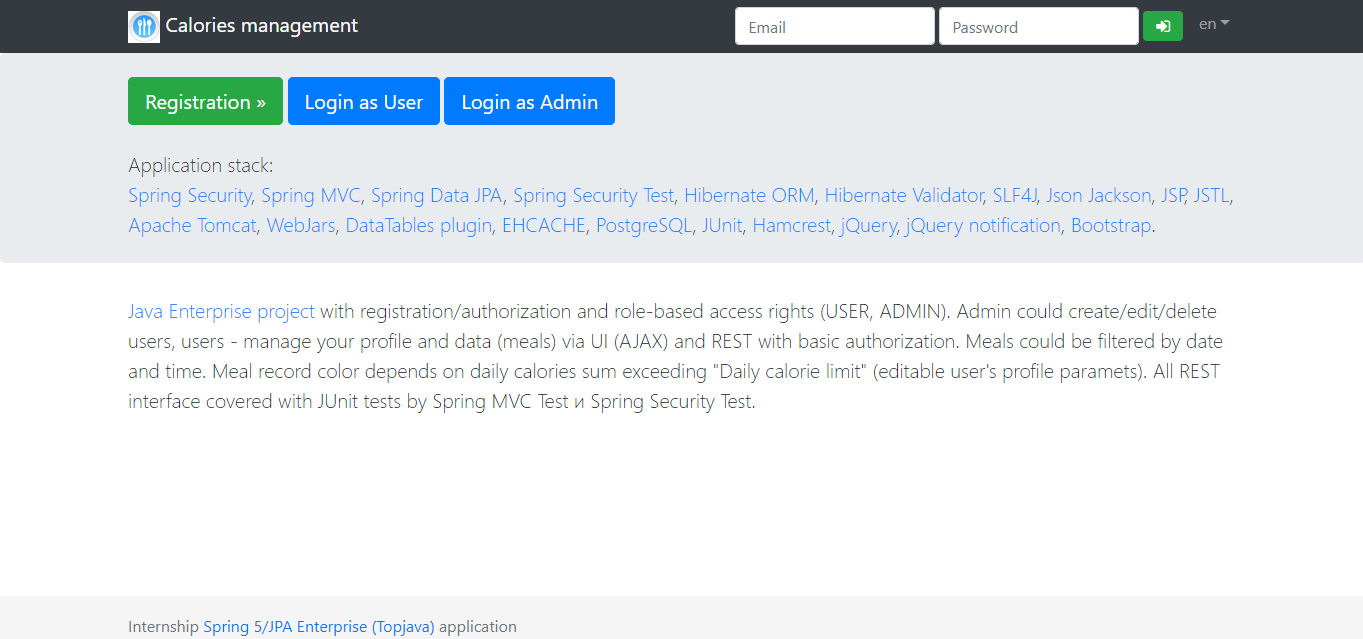 Calories management
Email
Password
en
Registration »
Login as User
Login as Admin
Application stack:
Spring Security, Spring MVC, Spring Data JPA, Spring Security Test, Hibernate ORM, Hibernate Validator, SLF4J, Json Jackson, JSP, JSTL,
Apache Tomcat, WebJars, DataTables plugin, EHCACHE, PostgreSQL, JUnit, Hamcrest, jQuery, jQuery notification, Bootstrap.
Java Enterprise project with registration/authorization and role-based access rights (USER, ADMIN). Admin could create/edit/delete
users, users - manage your profile and data (meals) via UI (AJAX) and REST with basic authorization. Meals could be filtered by date
and time. Meal record color depends on daily calories sum exceeding "Daily calorie limit" (editable user's profile paramets). All REST
interface covered with JUnit tests by Spring MVC Test и Spring Security Test.
Internship Spring 5/JPA Enterprise (Topjava) application